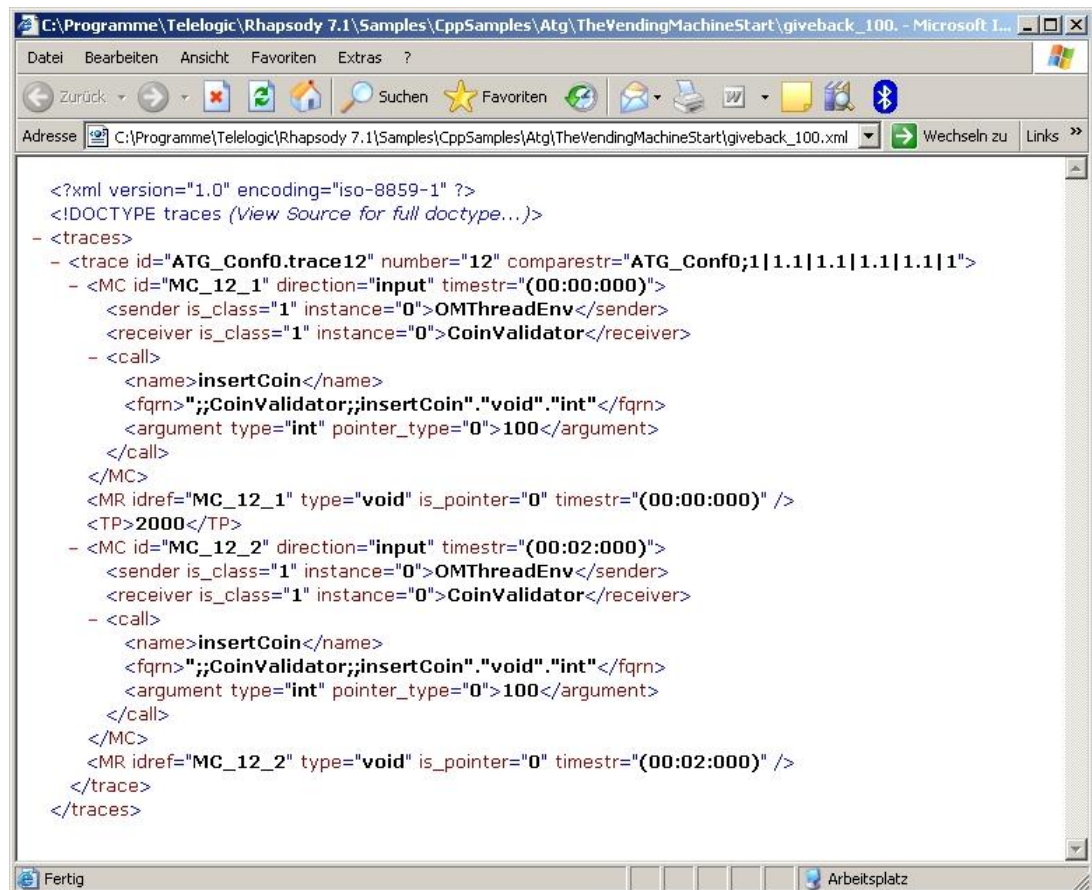 C:\Programme\Telelogic\Rhapsody 7.1\Samples\CppSamples\Atg\TheVendingMachineStart\giveback_100. - Microsoft I...
Datei Bearbeiten Ansicht Favoriten Extras ?
Zurück Suchen Favoriten
Adresse C:\Programme\Telelogic\Rhapsody 7.1\Samples\CppSamples\Atg\TheVendingMachineStart\giveback_100.xml Wechseln zu Links »
<?xml version="1.0" encoding="iso-8859-1" ?>
<!DOCTYPE traces (View Source for full doctype...)>
- <traces>
- <trace id="ATG_Conf0.trace12" number="12" comparestr="ATG_Conf0;1|1.1|1.1|1.1|1.1|1">
- <MC id="MC_12_1" direction="input" timestr="(00:00:000)">
<sender is_class="1" instance="0">OMThreadEnv</sender>
<receiver is_class="1" instance="0">CoinValidator</receiver>
- <call>
<name>insertCoin</name>
<fqrn>";;CoinValidator;;insertCoin"."void"."int"</fqrn>
<argument type="int" pointer_type="0">100</argument>
</call>
</MC>
<MR idref="MC_12_1" type="void" is_pointer="0" timestr="(00:00:000)" />
<TP>2000</TP>
- <MC id="MC_12_2" direction="input" timestr="(00:02:000)">
<sender is_class="1" instance="0">OMThreadEnv</sender>
<receiver is_class="1" instance="0">CoinValidator</receiver>
- <call>
<name>insertCoin</name>
<fqrn>";;CoinValidator;;insertCoin"."void"."int"</fqrn>
<argument type="int" pointer_type="0">100</argument>
</call>
</MC>
<MR idref="MC_12_2" type="void" is_pointer="0" timestr="(00:02:000)" />
</trace>
</traces>
Fertig Arbeitsplatz